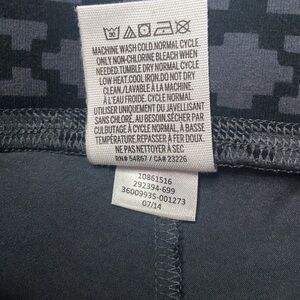 MACHINE WASH COLD.NORMAL CYCLE
ONLY NON-CHLORINE BLEACH WHEN
NEEDED.TUMBLE DRY NORMAL CYCLE
LOW HEAT.COOL IRON.DO NOT DRY
CLEAN./LAVABLE A LA MACHINE.
À L'EAU FROIDE. CYCLE NORMAL.
UTILISER UNIQUEMENT DU JAVELLISANT
SANS CHLORE, AU BESOIN.SÉCHER PAR
CULBUTAGE À CYCLE NORMAL, À BASSE
TEMPÉRATURE.REPASSER À FER DOUX.
NE PAS NETTOYER À SEC
RN# 54867 / CA# 23226
10861516
292394-699
36009935-001273
07/14